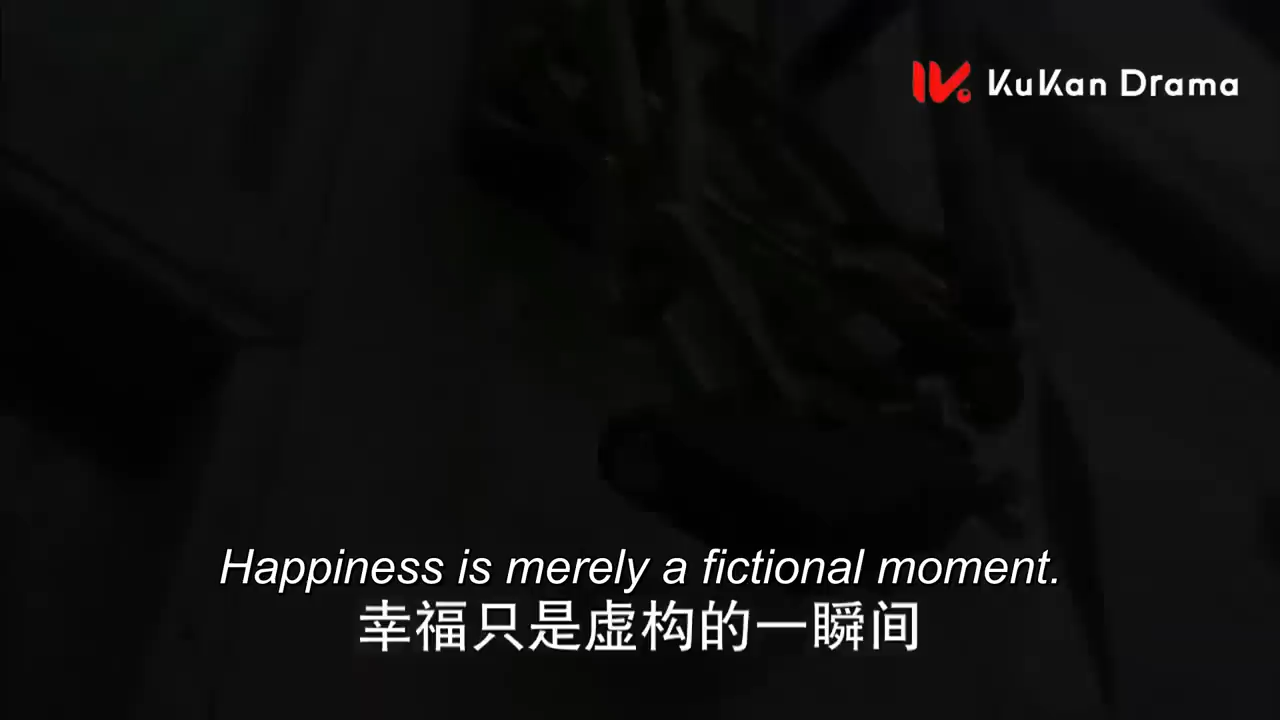 KuKan Drama
Happiness is merely a fictional moment.
幸福只是虚构的一瞬间